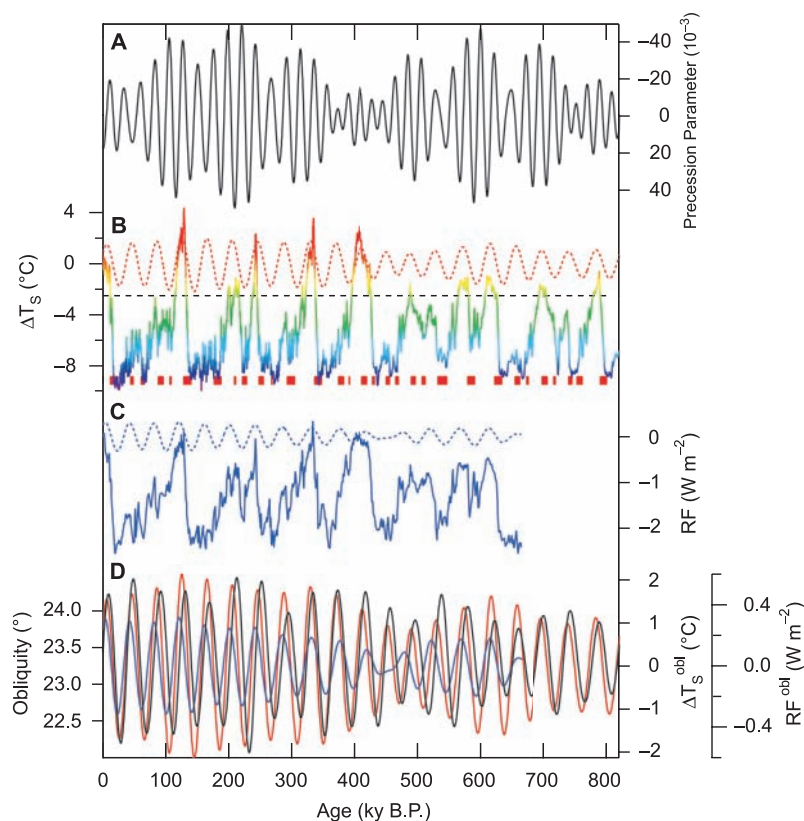 A
−40
−20
0
20
40
Precession Parameter (10⁻³)
B
4
0
−4
−8
ΔT_S (°C)
C
0
−1
−2
RF (W m⁻²)
D
24.0
23.5
23.0
22.5
Obliquity (°)
2
1
0
−1
−2
ΔT_S^obl (°C)
0.4
0.0
−0.4
RF^obl (W m⁻²)
0 100 200 300 400 500 600 700 800
Age (ky B.P.)